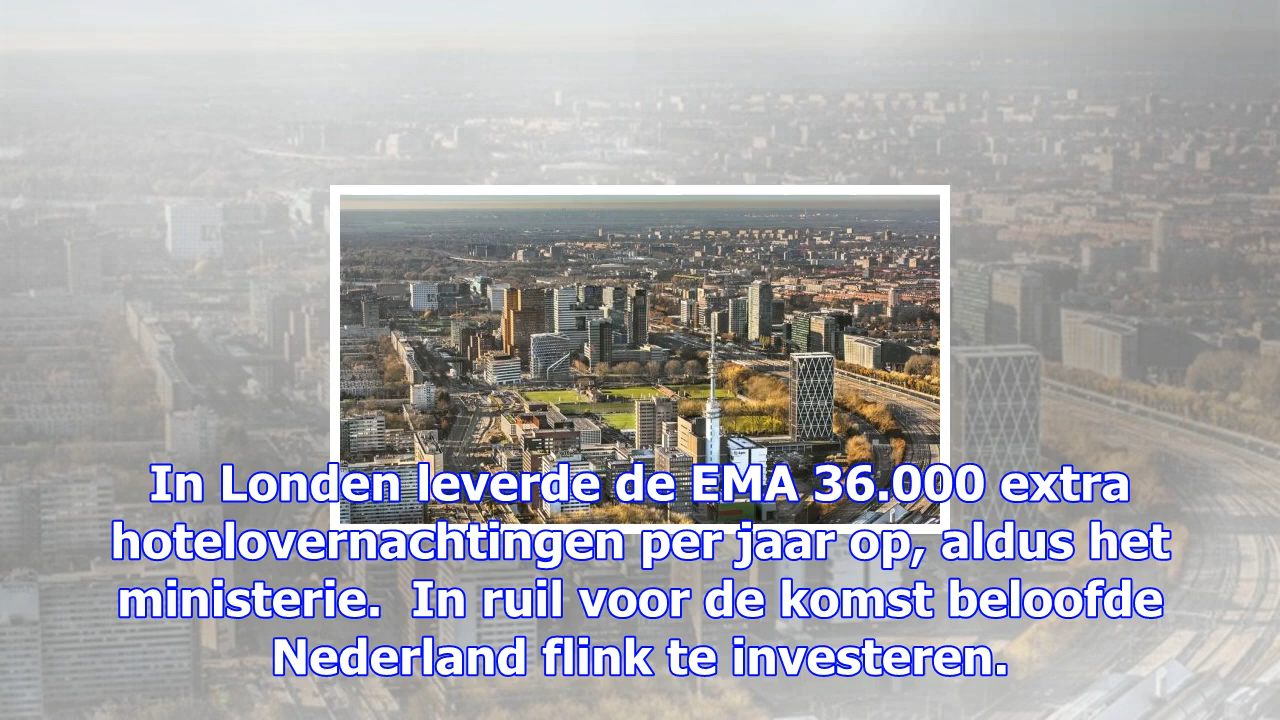 In Londen leverde de EMA 36.000 extra
hotelovernachtingen per jaar op, aldus het
ministerie.  In ruil voor de komst beloofde
Nederland flink te investeren.